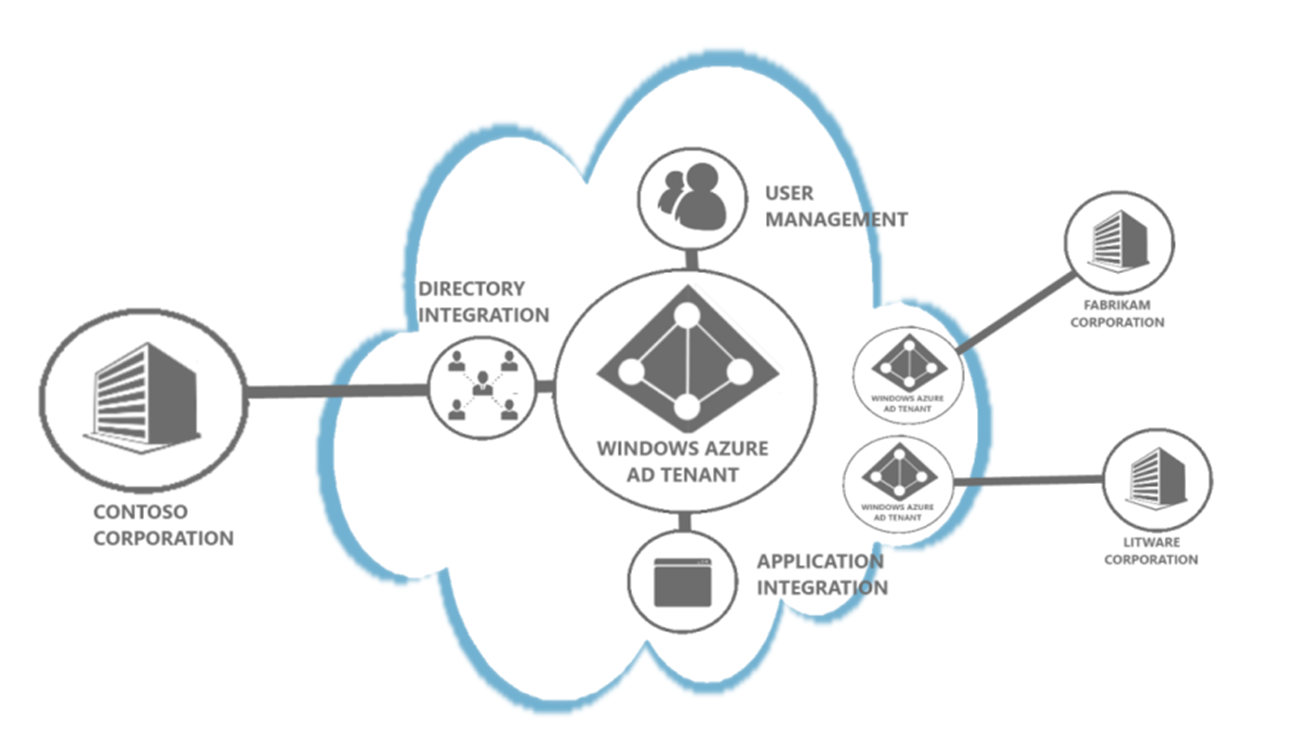 USER
MANAGEMENT
DIRECTORY
INTEGRATION
FABRIKAM
CORPORATION
WINDOWS AZURE
AD TENANT
WINDOWS AZURE
AD TENANT
WINDOWS AZURE
AD TENANT
CONTOSO
CORPORATION
LITWARE
CORPORATION
APPLICATION
INTEGRATION